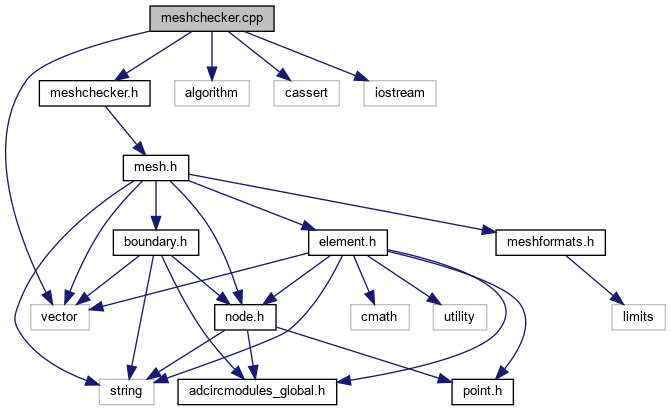 meshchecker.cpp
meshchecker.h
algorithm
cassert
iostream
mesh.h
boundary.h
element.h
meshformats.h
vector
node.h
cmath
utility
limits
string
adcircmodules_global.h
point.h